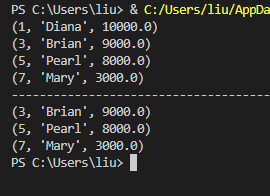 PS C:\Users\liu> & C:/Users/liu/AppDa
(1, 'Diana', 10000.0)
(3, 'Brian', 9000.0)
(5, 'Pearl', 8000.0)
(7, 'Mary', 3000.0)
----------------------------------------
(3, 'Brian', 9000.0)
(5, 'Pearl', 8000.0)
(7, 'Mary', 3000.0)
PS C:\Users\liu>